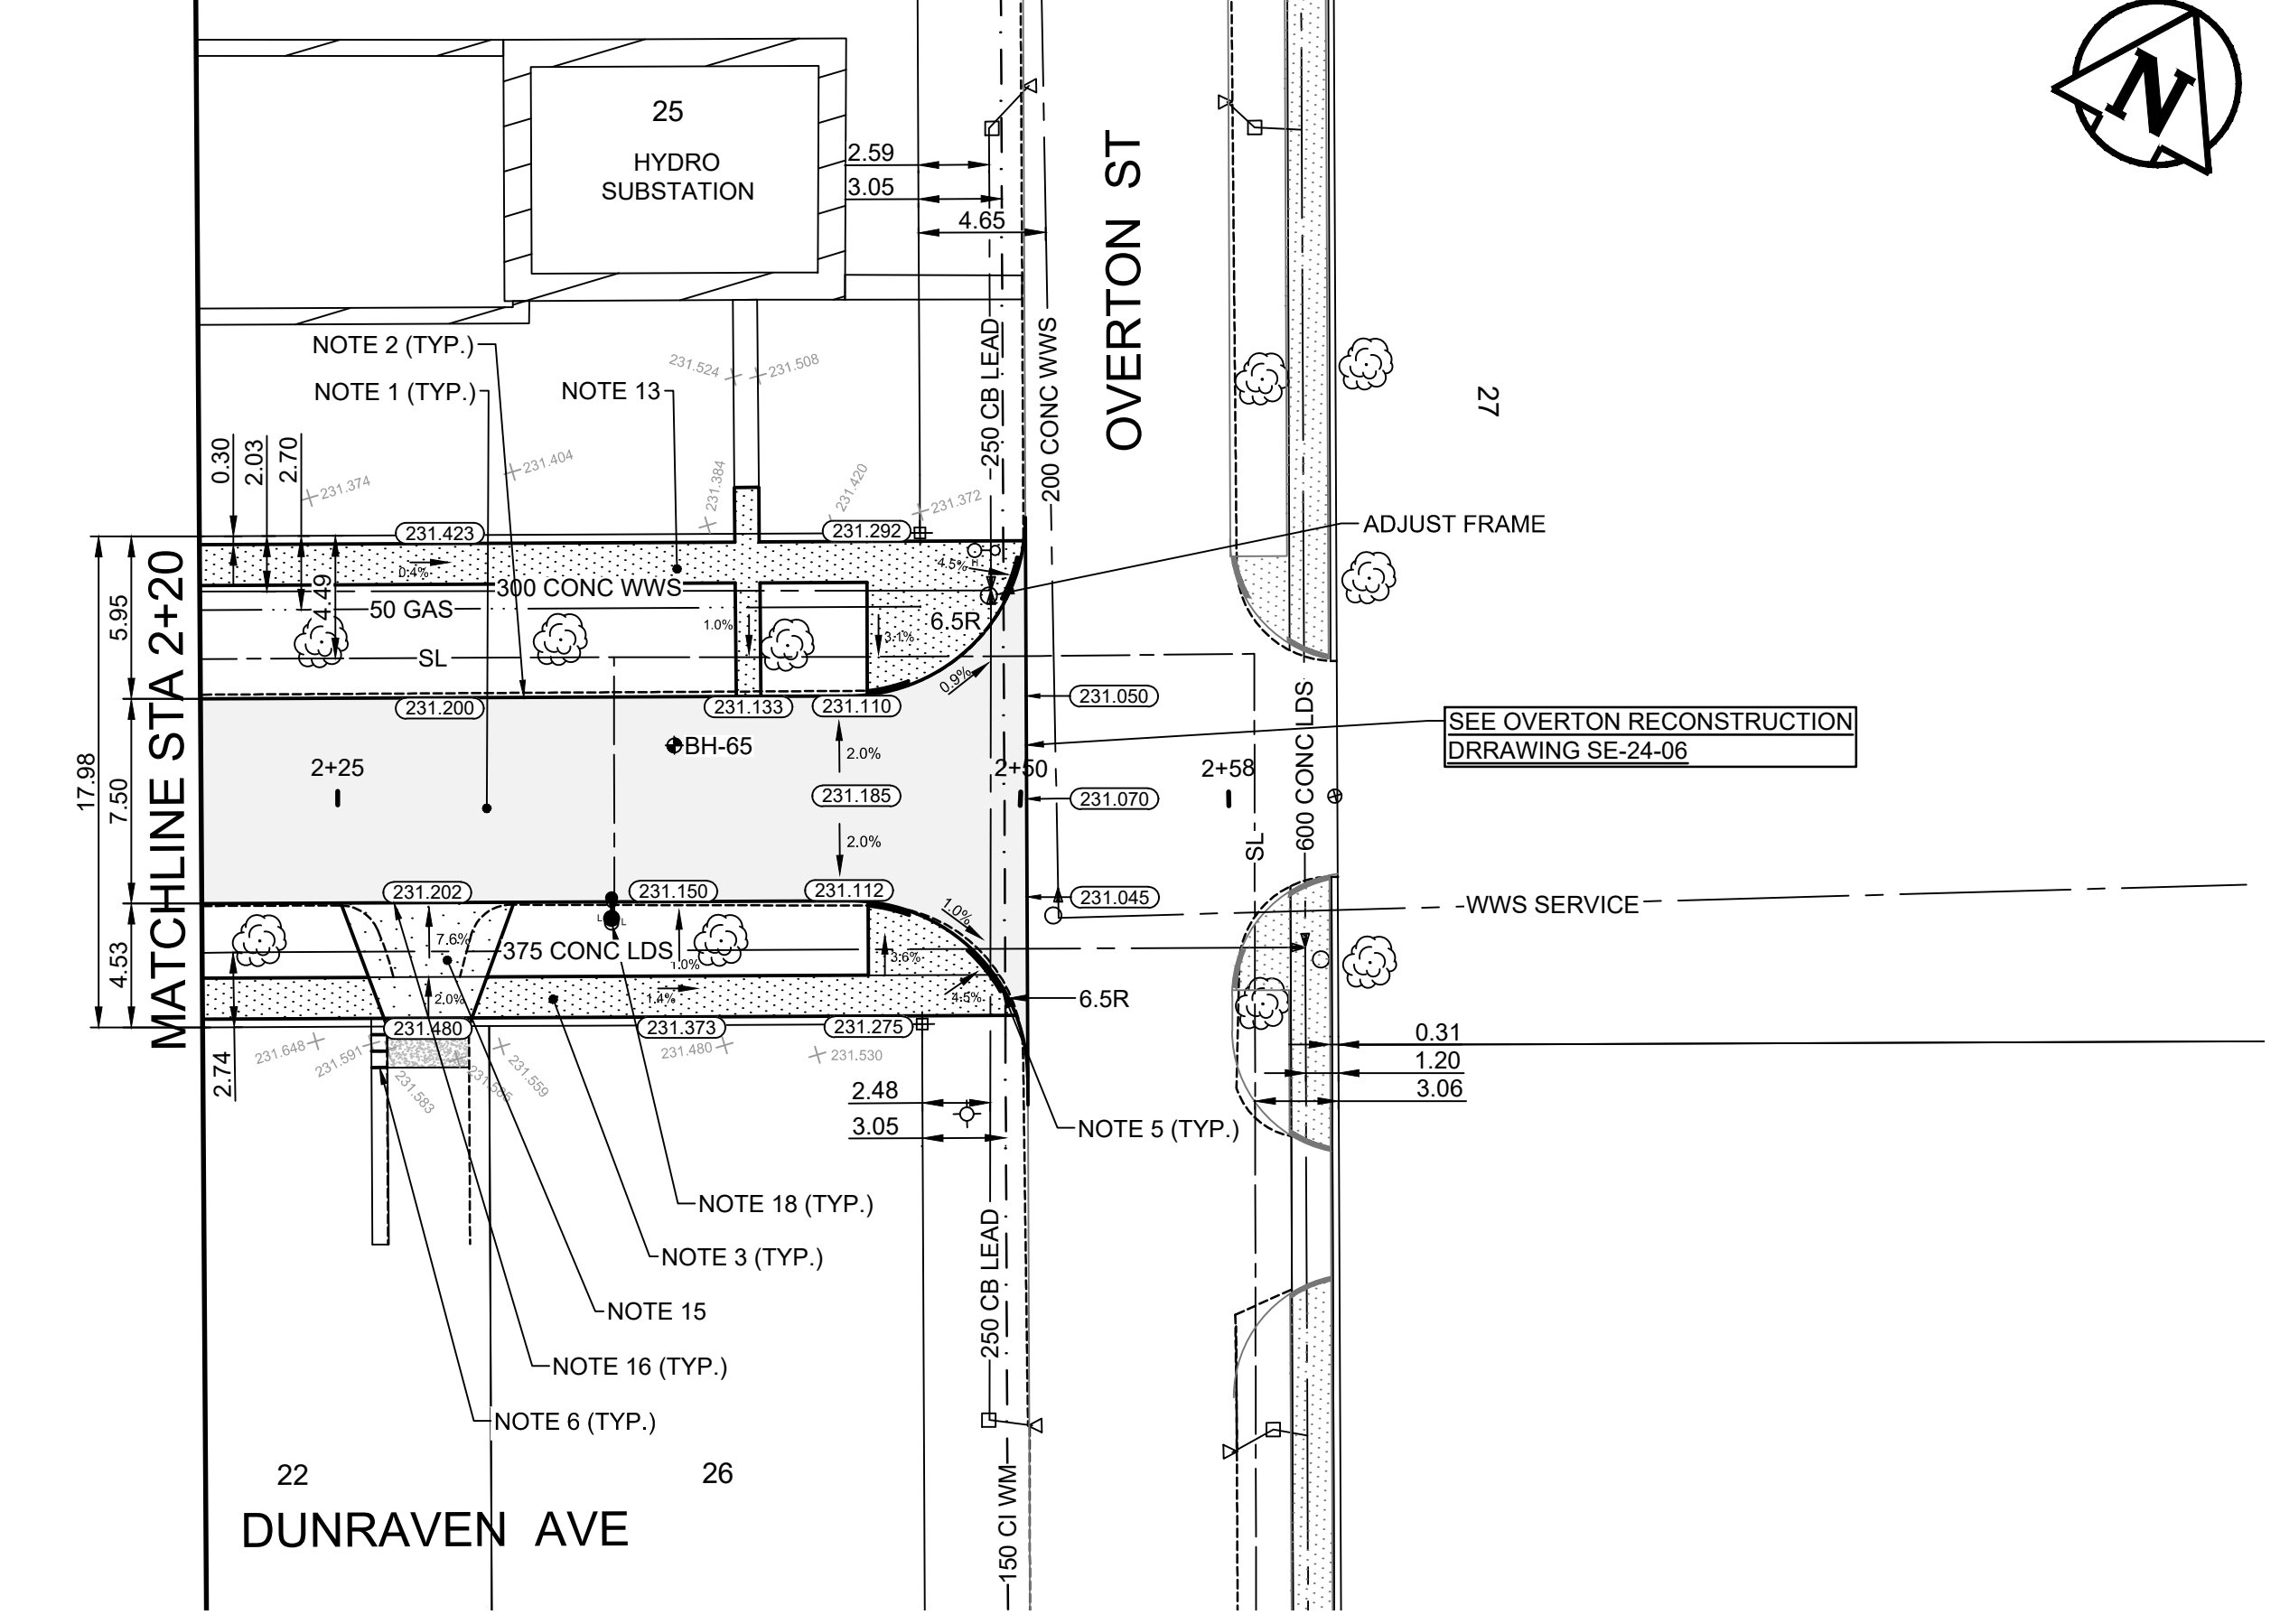 N
25
HYDRO
SUBSTATION
2.59
3.05
4.65
OVERTON ST
250 CB LEAD
200 CONC WWS
27
NOTE 2 (TYP.)
NOTE 1 (TYP.)
NOTE 13
231.524
231.508
231.374
231.404
231.384
231.420
231.372
0.30
2.03
2.70
4.49
231.423
231.292
ADJUST FRAME
0.4%
300 CONC WWS
4.5%
H
50 GAS
1.0%
3.1%
6.5R
0.9%
SL
5.95
17.98
7.50
4.53
MATCHLINE STA 2+20
231.200
231.133
231.110
231.050
SEE OVERTON RECONSTRUCTION
DRRAWING SE-24-06
BH-65
2.0%
2+25
2+50
2+58
231.185
231.070
2.0%
SL
600 CONC LDS
231.202
231.150
231.112
231.045
WWS SERVICE
1.0%
L
L
7.6%
375 CONC LDS
1.0%
3.6%
2.0%
1.4%
4.5%
6.5R
231.480
231.373
231.275
0.31
1.20
3.06
2.74
231.648
231.591
231.583
231.585
231.559
231.480
231.530
2.48
3.05
NOTE 5 (TYP.)
NOTE 18 (TYP.)
NOTE 3 (TYP.)
NOTE 15
NOTE 16 (TYP.)
NOTE 6 (TYP.)
250 CB LEAD
150 CI WM
22
26
DUNRAVEN AVE